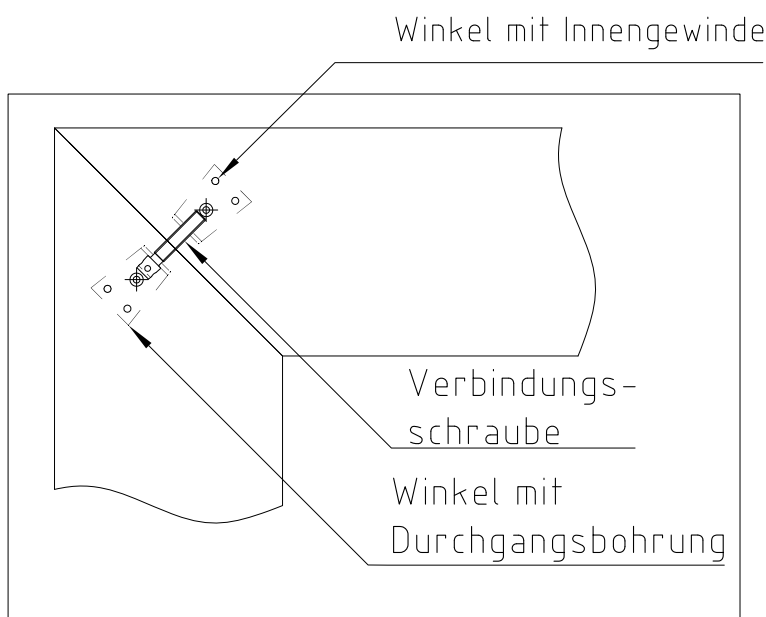 Winkel mit Innengewinde
Verbindungs-
schraube
Winkel mit
Durchgangsbohrung